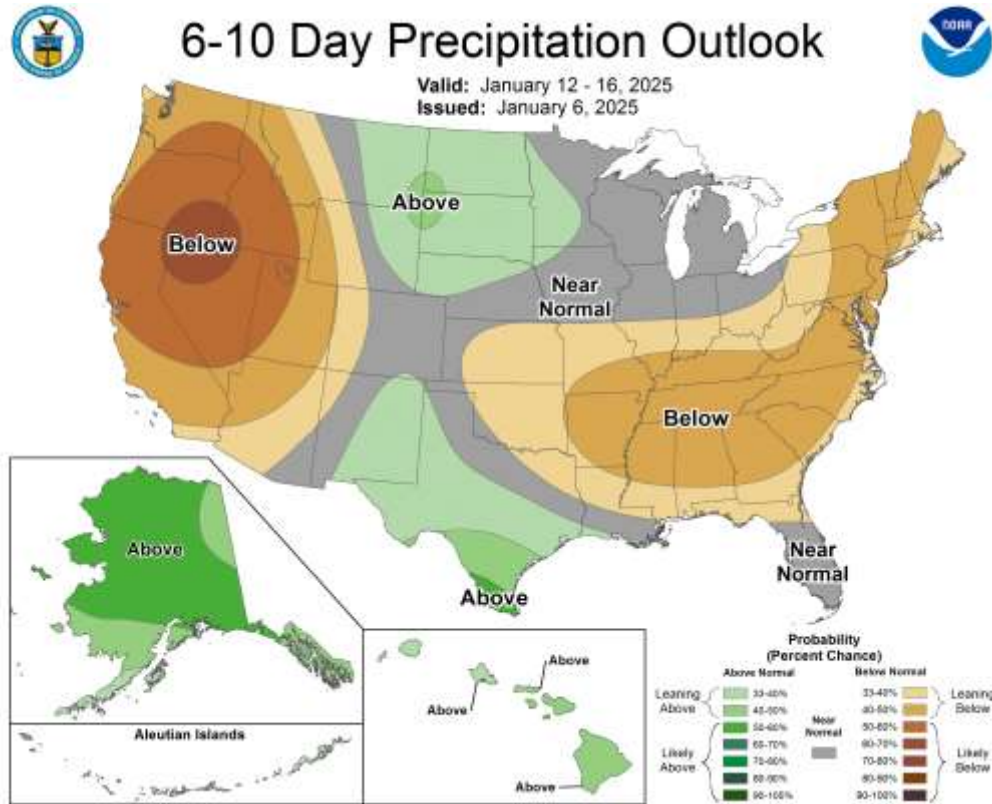 6-10 Day Precipitation Outlook
Valid: January 12 - 16, 2025
Issued: January 6, 2025
NOAA
Above
Below
Near
Normal
Below
Near
Normal
Above
Above
Above
Above
Above
Aleutian Islands
Probability
(Percent Chance)
Above Normal
Below Normal
Leaning
Above
33-40%
40-50%
Likely
Above
50-60%
60-70%
70-80%
80-90%
90-100%
Near
Normal
33-40%
40-50%
Leaning
Below
50-60%
60-70%
70-80%
80-90%
90-100%
Likely
Below